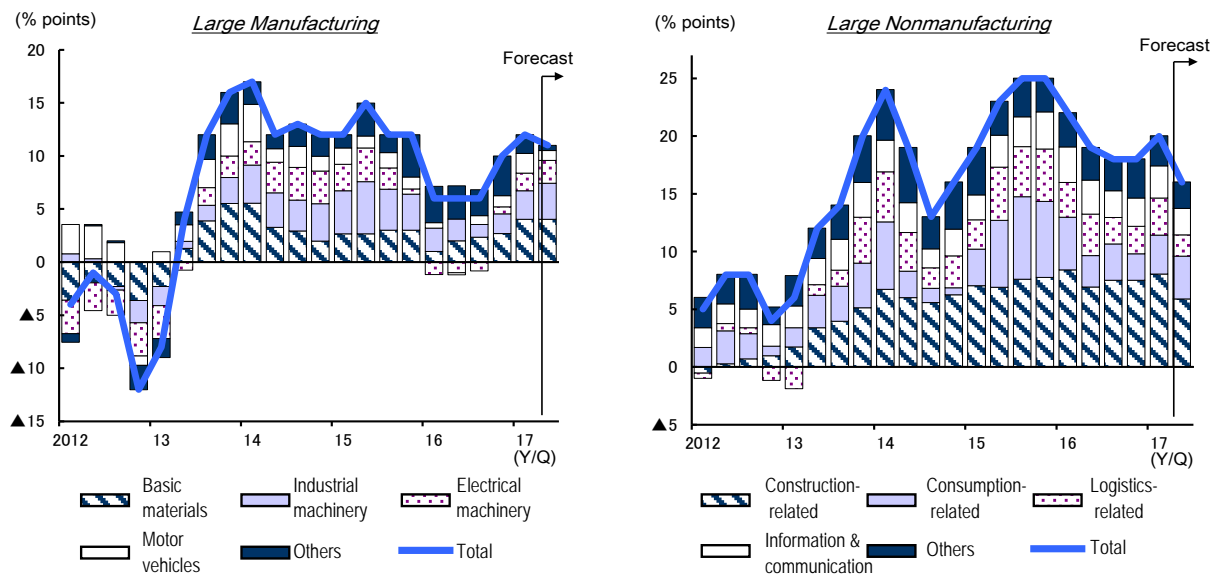 (% points)
Large Manufacturing
Forecast
20
15
10
5
0
▲5
▲10
▲15
2012
13
14
15
16
17
(Y/Q)
Basic
materials
Industrial
machinery
Electrical
machinery
Motor
vehicles
Others
Total
(% points)
Large Nonmanufacturing
Forecast
25
20
15
10
5
0
▲5
2012
13
14
15
16
17
(Y/Q)
Construction-
related
Consumption-
related
Logistics-
related
Information &
communication
Others
Total